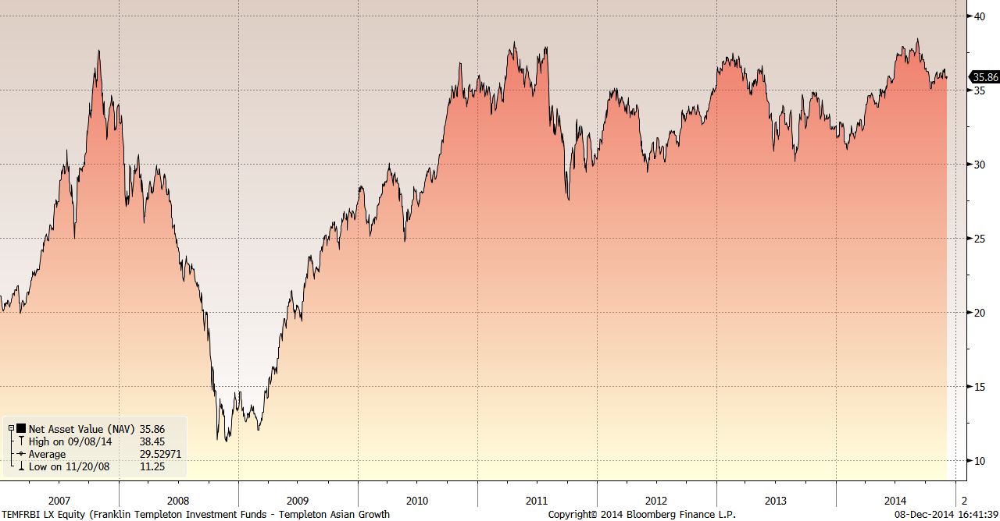 40
35.86
35
30
25
20
15
10
Net Asset Value (NAV) 35.86
High on 09/08/14 38.45
Average 29.52971
Low on 11/20/08 11.25
2007 2008 2009 2010 2011 2012 2013 2014 2
TEMFRBI LX Equity (Franklin Templeton Investment Funds - Templeton Asian Growth Copyright© 2014 Bloomberg Finance L.P. 08-Dec-2014 16:41:39